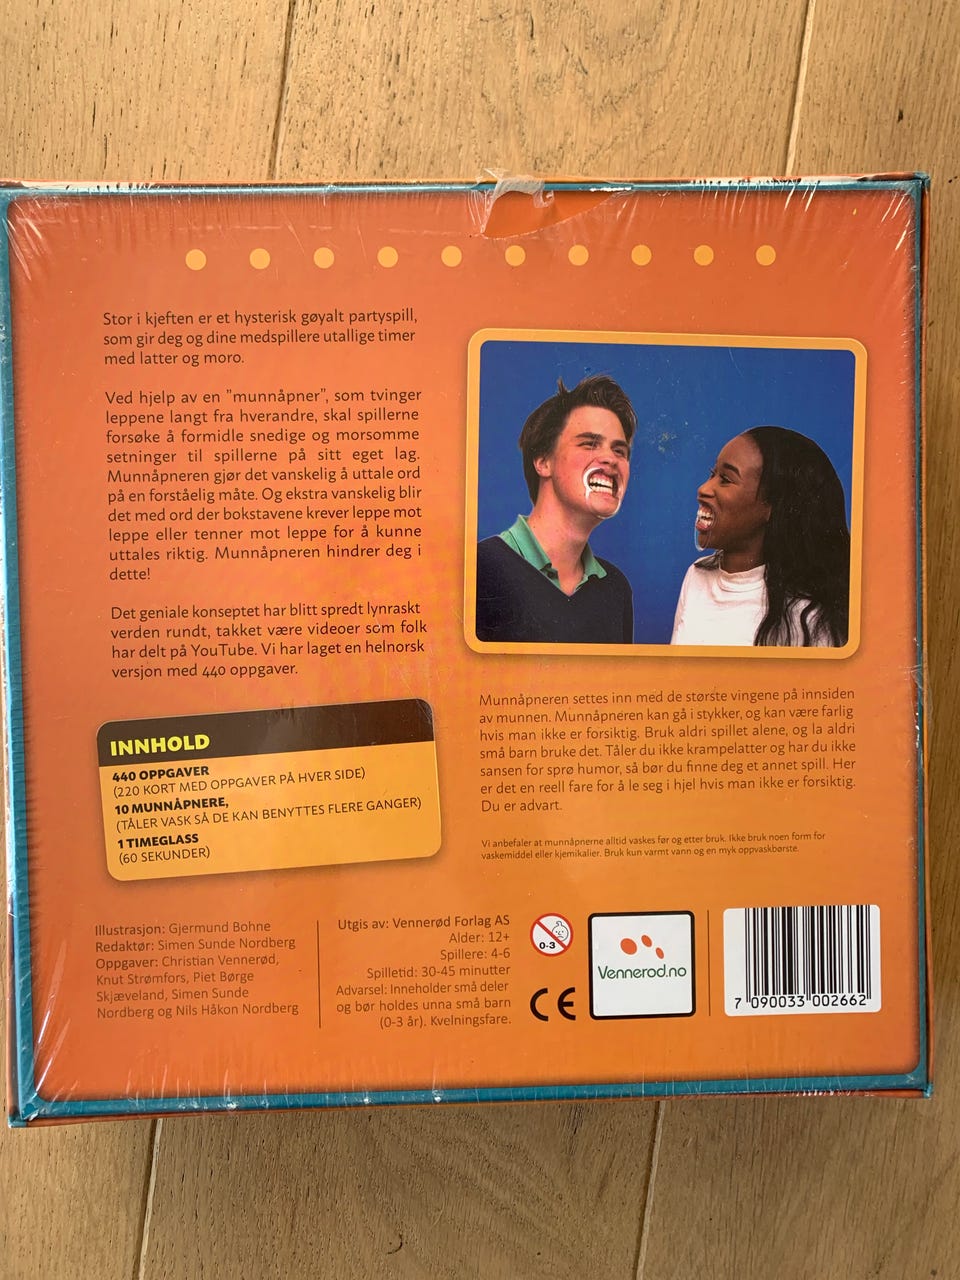 Stor i kjeften er et hysterisk gøyalt partyspill,
som gir deg og dine medspillere utallige timer
med latter og moro.
Ved hjelp av en "munnåpner", som tvinger
leppene langt fra hverandre, skal spillerne
forsøke å formidle snedige og morsomme
setninger til spillerne på sitt eget lag.
Munnåpneren gjør det vanskelig å uttale ord
på en forståelig måte. Og ekstra vanskelig blir
det med ord der bokstavene krever leppe mot
leppe eller tenner mot leppe for å kunne
uttales riktig. Munnåpneren hindrer deg i
dette!
Det geniale konseptet har blitt spredt lynraskt
verden rundt, takket være videoer som folk
har delt på YouTube. Vi har laget en helnorsk
versjon med 440 oppgaver.
INNHOLD
440 OPPGAVER
(220 KORT MED OPPGAVER PÅ HVER SIDE)
10 MUNNÅPNERE,
(TÅLER VASK SÅ DE KAN BENYTTES FLERE GANGER)
1 TIMEGLASS
(60 SEKUNDER)
Munnåpneren settes inn med de største vingene på innsiden
av munnen. Munnåpneren kan gå i stykker, og kan være farlig
hvis man ikke er forsiktig. Bruk aldri spillet alene, og la aldri
små barn bruke det. Tåler du ikke krampelatter og har du ikke
sansen for sprø humor, så bør du finne deg et annet spill. Her
er det en reell fare for å le seg i hjel hvis man ikke er forsiktig.
Du er advart.
Vi anbefaler at munnåpnerne alltid vaskes før og etter bruk. Ikke bruk noen form for
vaskemiddel eller kjemikalier. Bruk kun varmt vann og en myk oppvaskbørste.
Illustrasjon: Gjermund Bohne
Redaktør: Simen Sunde Nordberg
Oppgaver: Christian Vennerød,
Knut Strømfors, Piet Børge
Skjæveland, Simen Sunde
Nordberg og Nils Håkon Nordberg
Utgis av: Vennerød Forlag AS
Alder: 12+
Spillere: 4-6
Spilletid: 30-45 minutter
Advarsel: Inneholder små deler
og bør holdes unna små barn
(0-3 år). Kvelningsfare.
0-3
CE
Vennerod.no
7 090033 002662